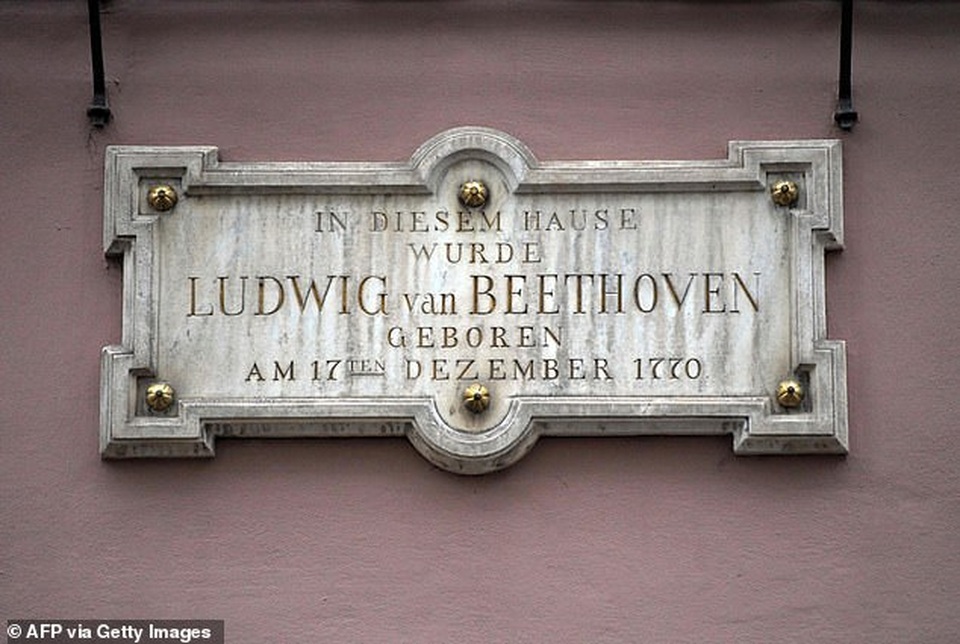 IN DIESEM HAUSE
WURDE
LUDWIG van BEETHOVEN
GEBOREN
AM 17TEN DEZEMBER 1770.
© AFP via Getty Images